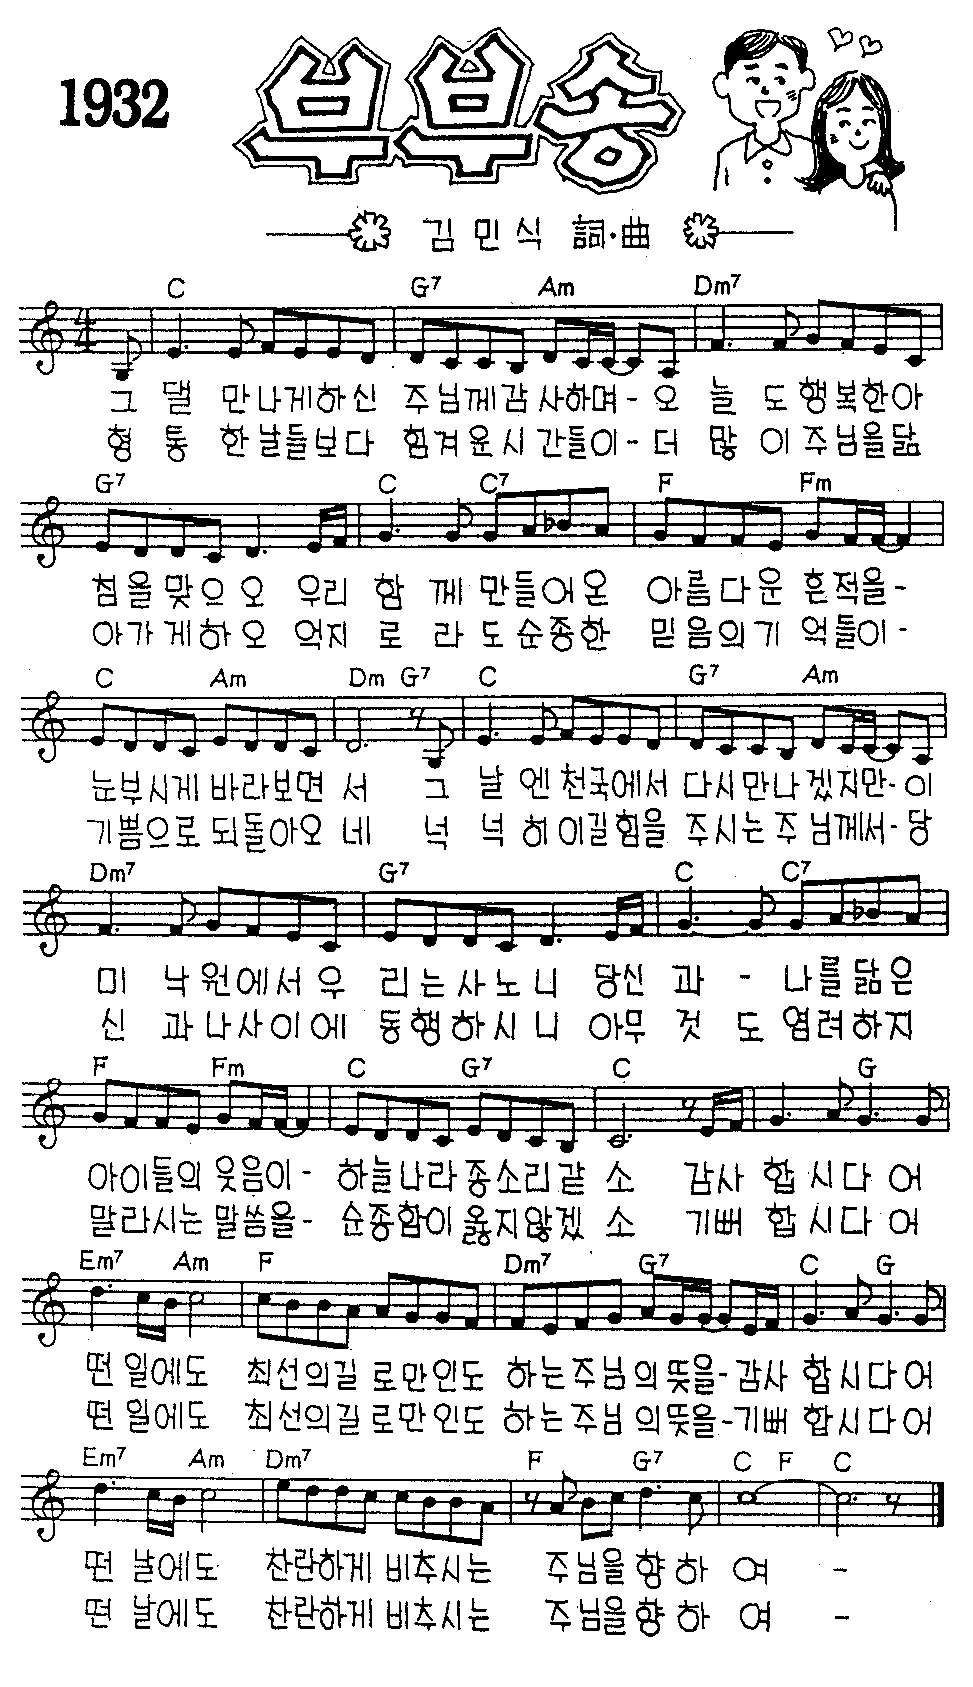 1932
부부송
김민식 詞·曲
C G7 Am Dm7
그 댈 만나게하신 주님께감사하며- 오 늘 도 행복한아
형 통 한날들보다 힘겨운시간들이- 더 많 이 주님을닮
G7 C C7 F Fm
침을맞으오 우리 함 께 만들어온 아름다운 흔적을-
아가게하오 억지 로 라도순종한 믿음의기 억들이-
C Am Dm G7 C G7 Am
눈부시게 바라보면 서 그 날 엔 천국에서 다시만나겠지만-이
기쁨으로 되돌아오 네 넉 넉 히 이길힘을 주시는주님께서-당
Dm7 G7 C C7
미 낙원에서우 리는사노니 당신 과 - 나를닮은
신 과나사이에 동행하시니 아무 것 도 염려하지
F Fm C G7 C G
아이들의 웃음이- 하늘나라 종소리같 소 감사 합시다 어
말라시는 말씀을- 순종함이 옳지않겠 소 기뻐 합시다 어
Em7 Am F Dm7 G7 C G
떤 일에도 최선의길 로만인도 하는주님의뜻을-감사 합시다어
떤 일에도 최선의길 로만인도 하는주님의뜻을-기뻐 합시다어
Em7 Am Dm7 F G7 C F C
떤 날에도 찬란하게 비추시는 주님을향하 여 -
떤 날에도 찬란하게 비추시는 주님을향하 여 -